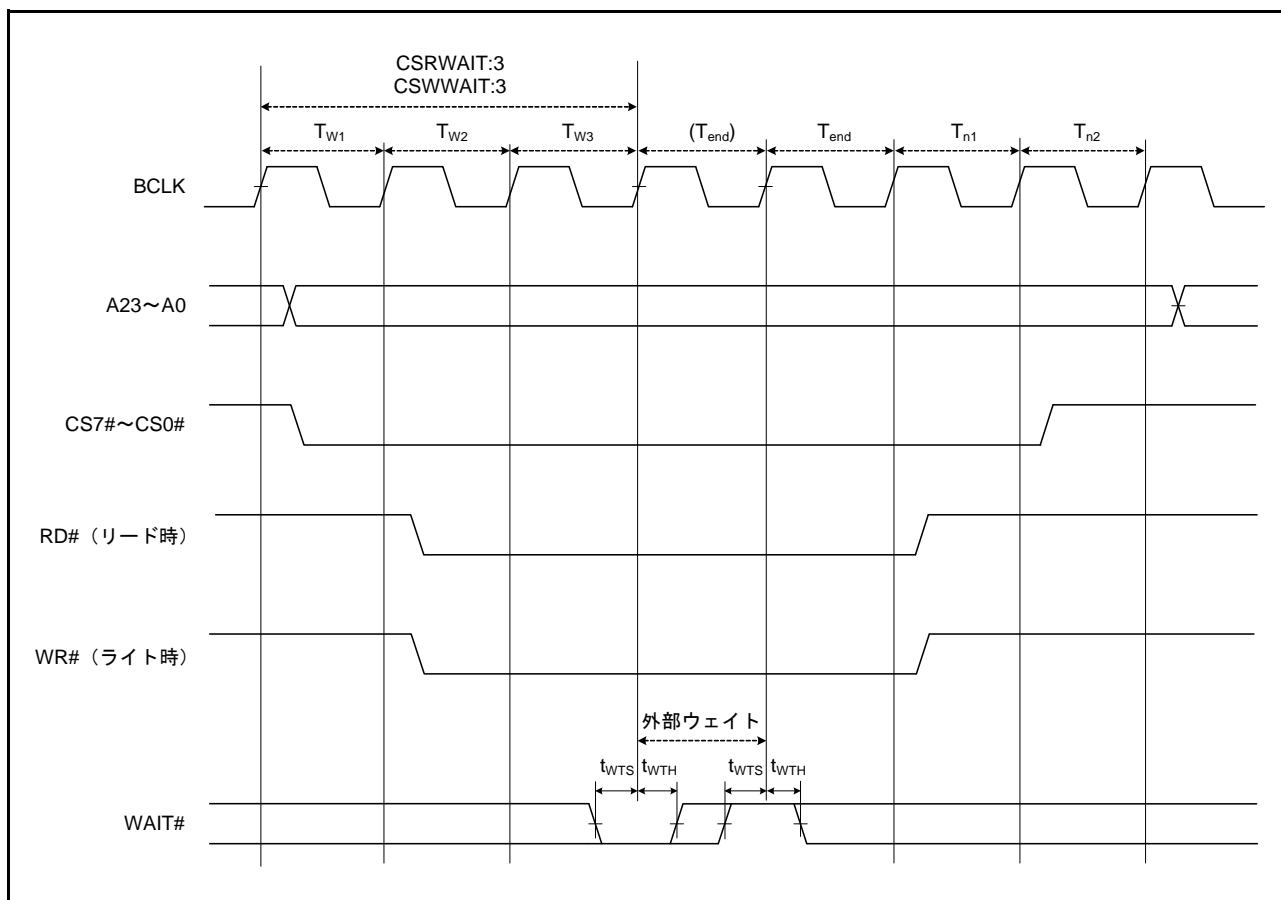 CSRWAIT:3
CSWWAIT:3
TW1 TW2 TW3 (Tend) Tend Tn1 Tn2
BCLK
A23～A0
CS7#～CS0#
RD#（リード時）
WR#（ライト時）
外部ウェイト
tWTS tWTH tWTS tWTH
WAIT#